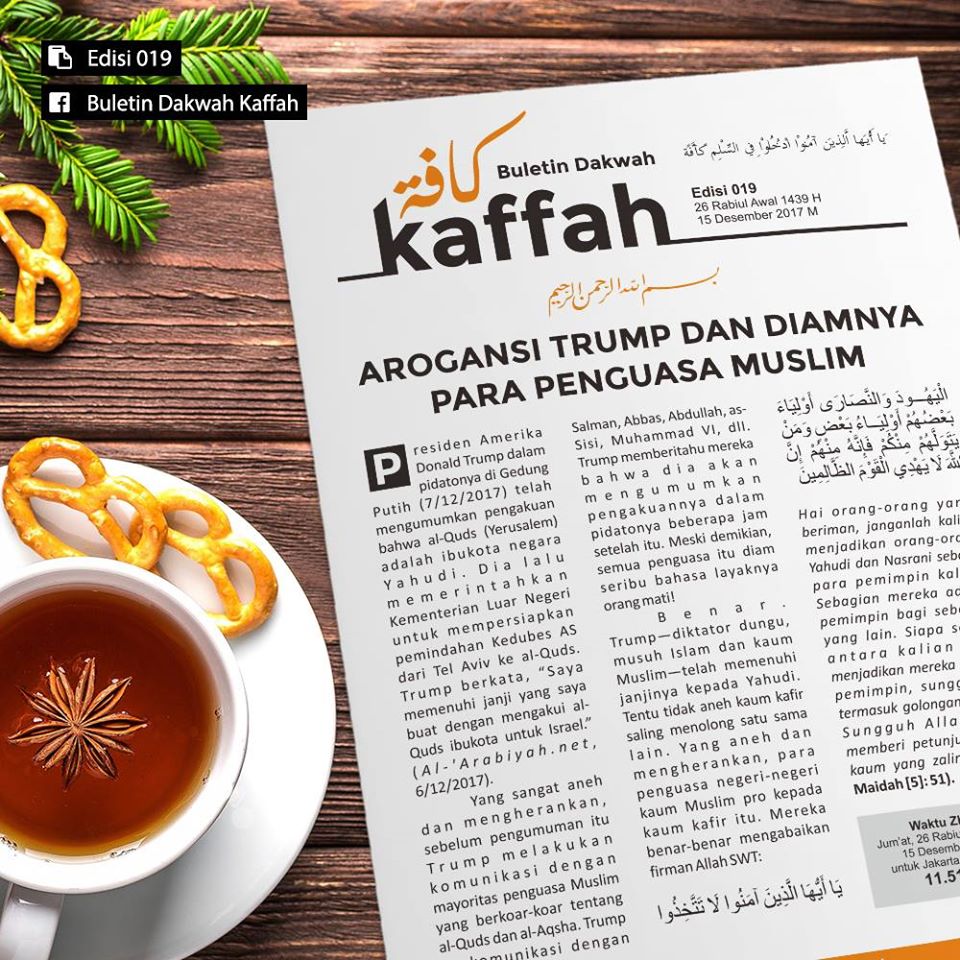 Edisi 019
Buletin Dakwah Kaffah
كافة
Buletin Dakwah
kaffah
يَا أَيُّهَا الَّذِينَ آمَنُوا ادْخُلُوا فِي السِّلْمِ كَافَّةً
Edisi 019
26 Rabiul Awal 1439 H
15 Desember 2017 M
بسم الله الرحمن الرحيم
AROGANSI TRUMP DAN DIAMNYA
PARA PENGUASA MUSLIM
Presiden Amerika
Donald Trump dalam
pidatonya di Gedung
Putih (7/12/2017) telah
mengumumkan pengakuan
bahwa al-Quds (Yerusalem)
adalah ibukota negara
Yahudi. Dia lalu
memerintahkan
Kementerian Luar Negeri
untuk mempersiapkan
pemindahan Kedubes AS
dari Tel Aviv ke al-Quds.
Trump berkata, “Saya
memenuhi janji yang saya
buat dengan mengakui al-
Quds ibukota untuk Israel.”
(Al-'Arabiyah.net,
6/12/2017).
Yang sangat aneh
dan mengherankan,
sebelum pengumuman itu
Trump melakukan
komunikasi dengan
mayoritas penguasa Muslim
yang berkoar-koar tentang
al-Quds dan al-Aqsha. Trump
komunikasi dengan
Salman, Abbas, Abdullah, as-
Sisi, Muhammad VI, dll.
Trump memberitahu mereka
bahwa dia akan
mengumumkan
pengakuannya dalam
pidatonya beberapa jam
setelah itu. Meski demikian,
semua penguasa itu diam
seribu bahasa layaknya
orang mati!
Benar.
Trump—diktator dungu,
musuh Islam dan kaum
Muslim—telah memenuhi
janjinya kepada Yahudi.
Tentu tidak aneh kaum kafir
saling menolong satu sama
lain. Yang aneh dan
mengherankan, para
penguasa negeri-negeri
kaum Muslim pro kepada
kaum kafir itu. Mereka
benar-benar mengabaikan
firman Allah SWT:
يَا أَيُّهَا الَّذِينَ آمَنُوا لَا تَتَّخِذُوا
الْيَهُودَ وَالنَّصَارَى أَوْلِيَاءَ
بَعْضُهُمْ أَوْلِيَاءُ بَعْضٍ وَمَنْ
يَتَوَلَّهُمْ مِنْكُمْ فَإِنَّهُ مِنْهُمْ إِنَّ
اللَّهَ لَا يَهْدِي الْقَوْمَ الظَّالِمِينَ
Hai orang-orang yan
beriman, janganlah kali
menjadikan orang-ora
Yahudi dan Nasrani seba
para pemimpin kal
Sebagian mereka ad
pemimpin bagi seb
yang lain. Siapa s
antara kalian
menjadikan mereka
pemimpin, sungg
termasuk golongan
Sungguh Alla
memberi petunju
kaum yang zalin
Maidah [5]: 51).
Waktu Zh
Jum'at, 26 Rabiu
15 Desemb
untuk Jakarta
11.51